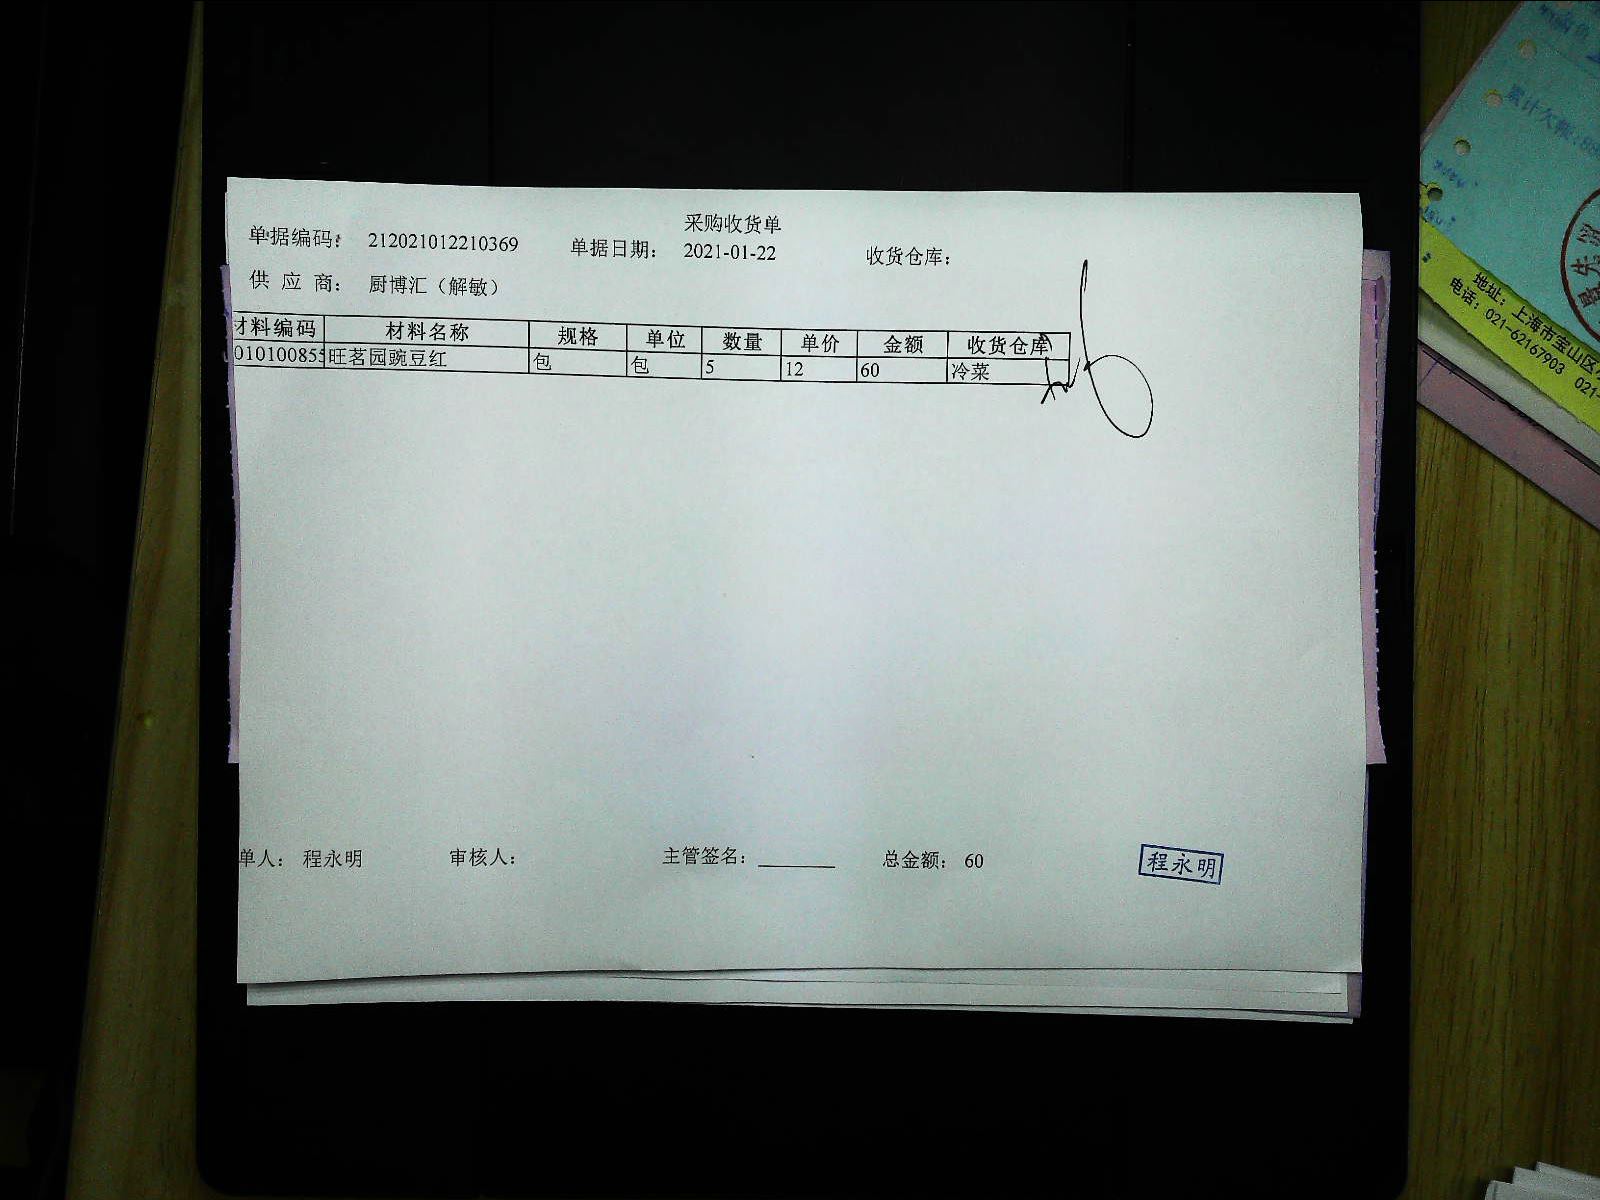 采购收货单
单据编码: 212021012210369 单据日期: 2021-01-22 收货仓库:
供 应 商: 厨博汇（解敏）
材料编码 材料名称 规格 单位 数量 单价 金额 收货仓库
010100855 旺茗园豌豆红 包 包 5 12 60 冷菜
单人: 程永明 审核人: 主管签名: 总金额: 60
程永明
累计欠帐:
地址: 上海市宝山区
电话: 021-62167903 021-